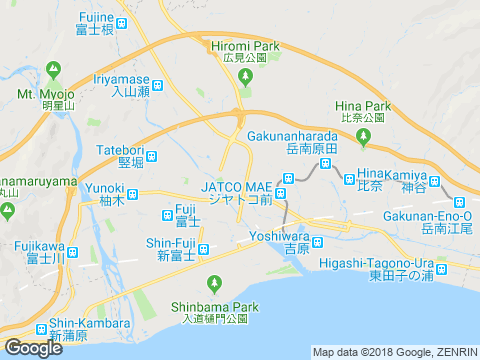 Fujine
富士根
Hiromi Park
広見公園
Iriyamase
入山瀬
Mt. Myojo
明星山
Hina Park
比奈公園
Gakunanharada
岳南原田
Tatebori
竪堀
Hina
比奈
Kamiya
神谷
anamaruyama
丸山
Yunoki
柚木
JATCO MAE
ジヤトコ前
Fuji
富士
Gakunan-Eno-O
岳南江尾
Fujikawa
富士川
Shin-Fuji
新富士
Yoshiwara
吉原
Higashi-Tagono-Ura
東田子の浦
Shinbama Park
入道樋門公園
Shin-Kambara
新蒲原
Google
Map data ©2018 Google, ZENRIN